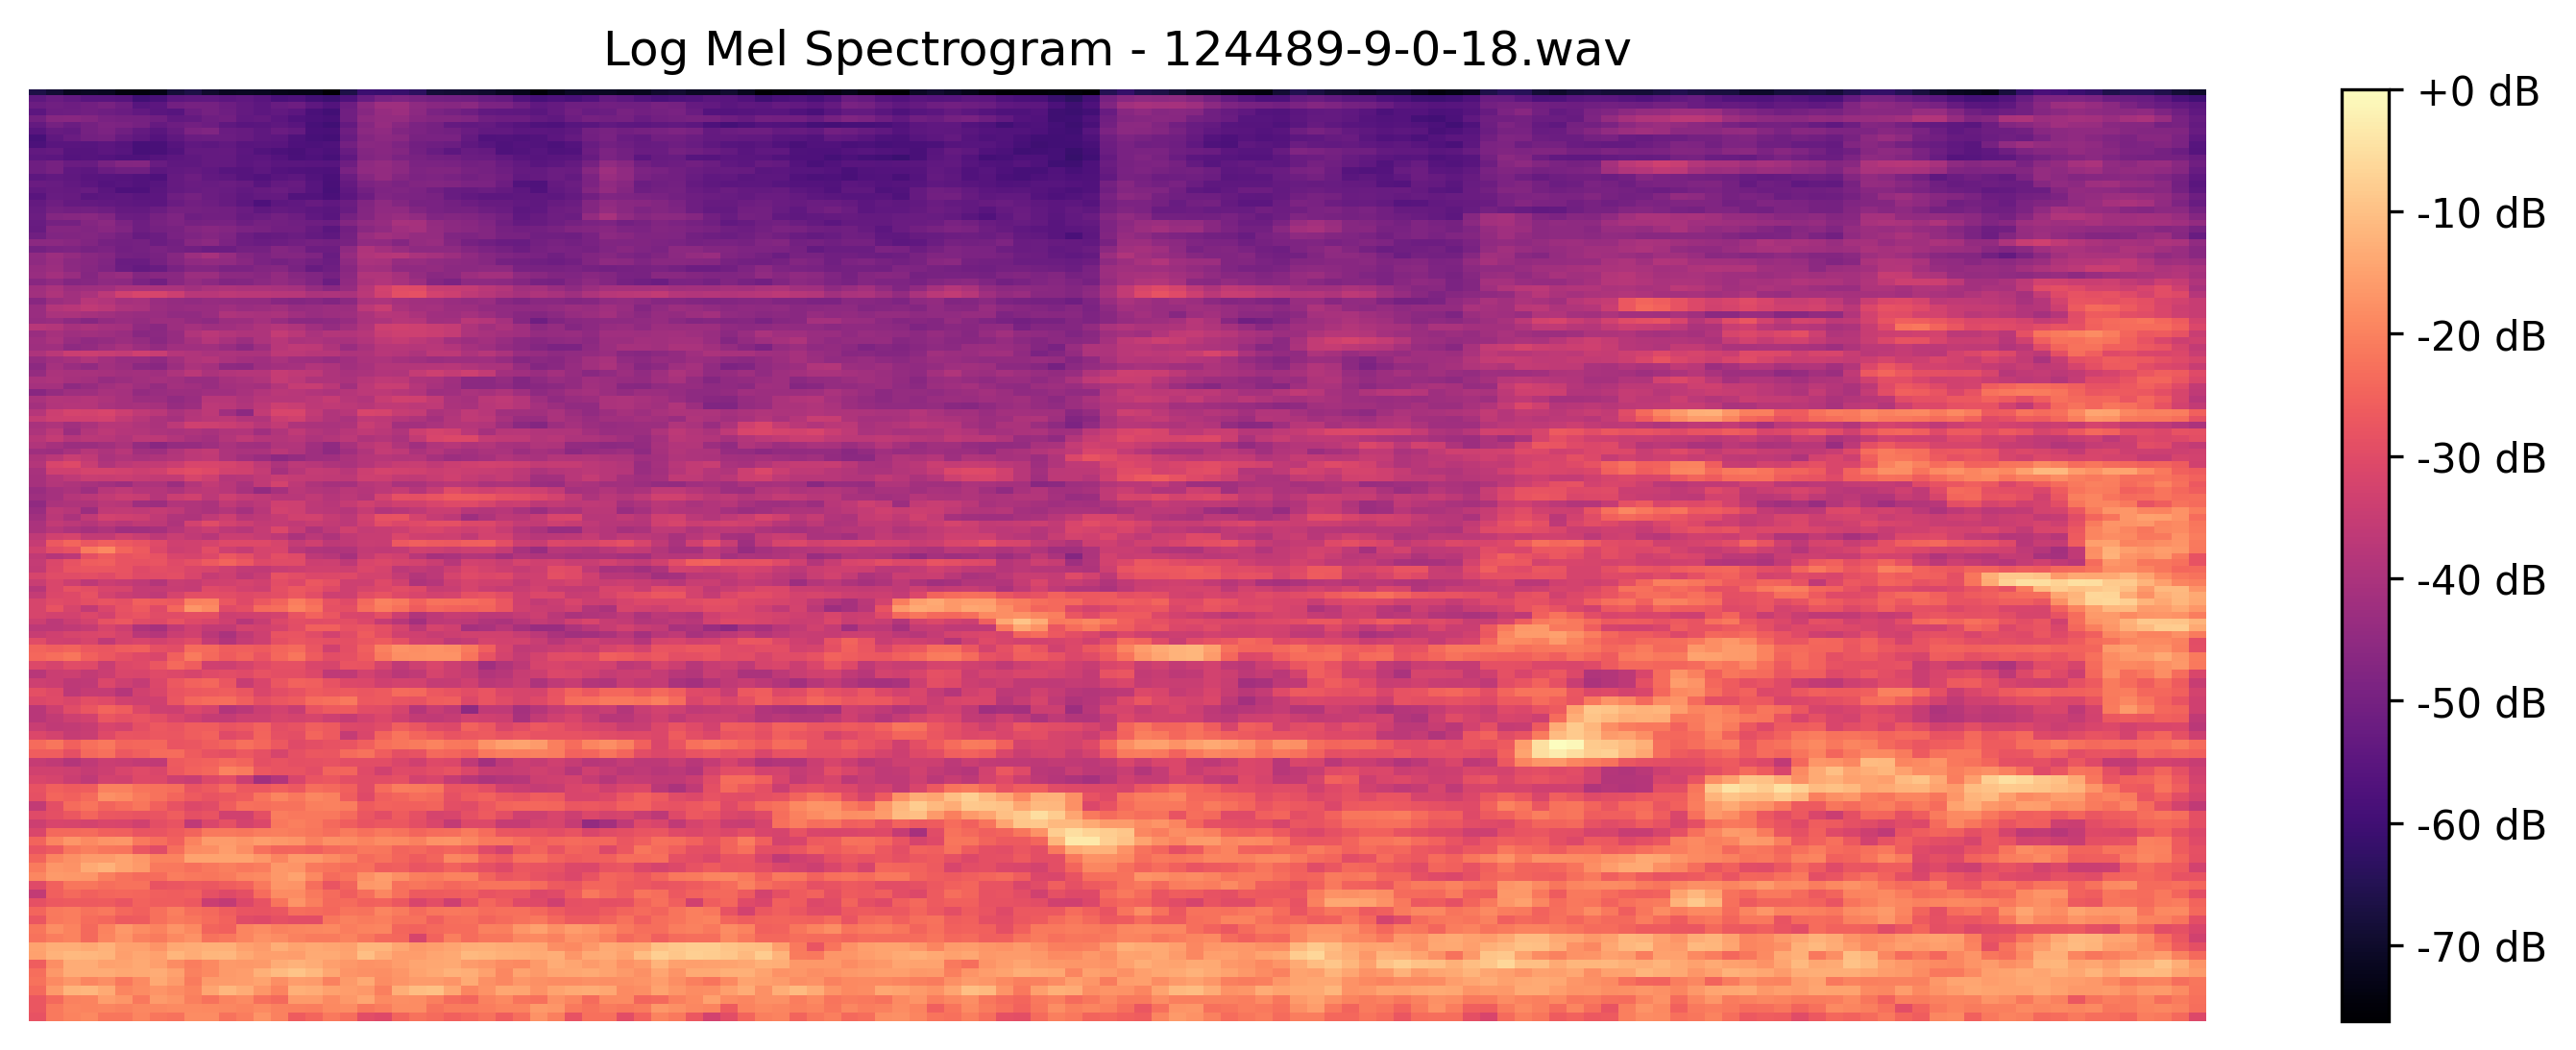 Log Mel Spectrogram - 124489-9-0-18.wav
+0 dB
-10 dB
-20 dB
-30 dB
-40 dB
-50 dB
-60 dB
-70 dB